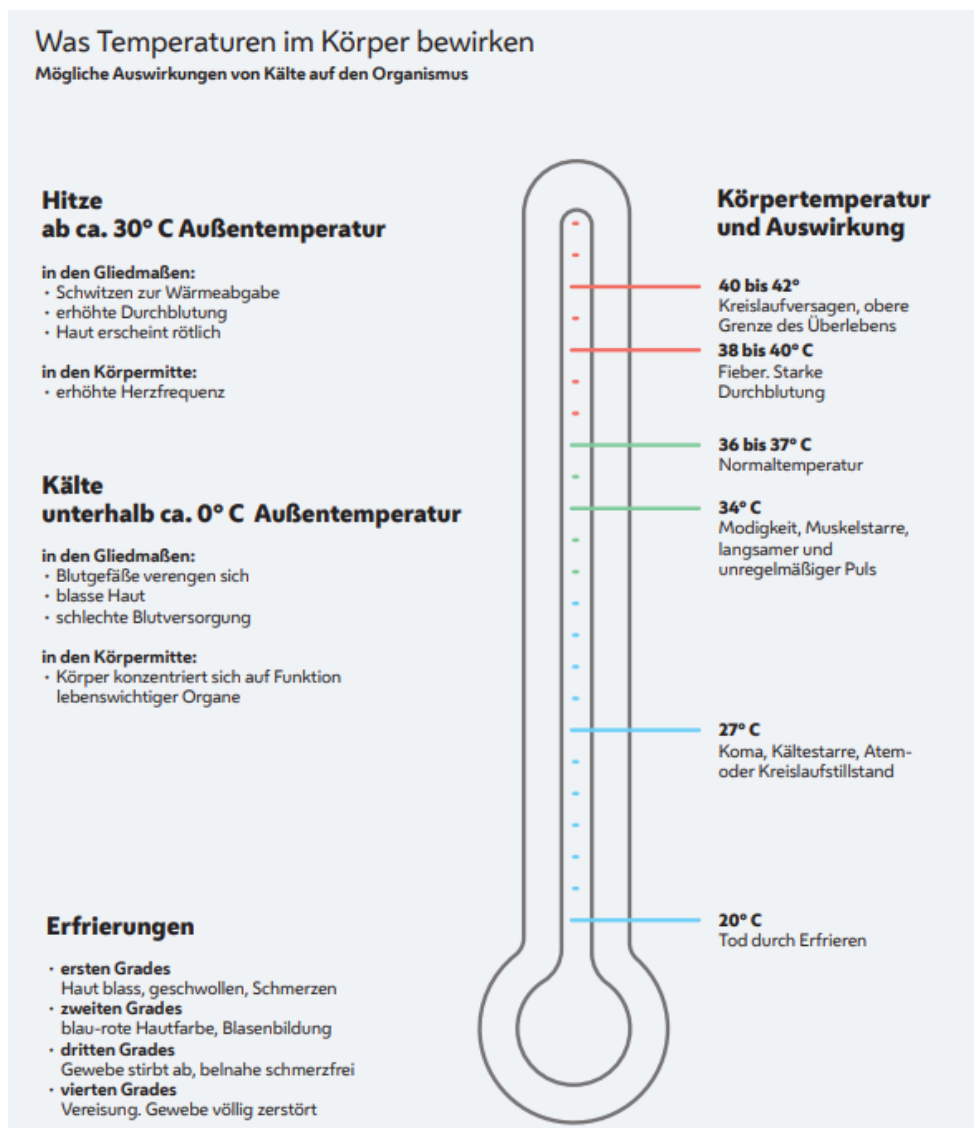 Was Temperaturen im Körper bewirken
Mögliche Auswirkungen von Kälte auf den Organismus
Hitze
ab ca. 30° C Außentemperatur
in den Gliedmaßen:
· Schwitzen zur Wärmeabgabe
· erhöhte Durchblutung
· Haut erscheint rötlich
in den Körpermitte:
· erhöhte Herzfrequenz
Kälte
unterhalb ca. 0° C Außentemperatur
in den Gliedmaßen:
· Blutgefäße verengen sich
· blasse Haut
· schlechte Blutversorgung
in den Körpermitte:
· Körper konzentriert sich auf Funktion
lebenswichtiger Organe
Erfrierungen
· ersten Grades
Haut blass, geschwollen, Schmerzen
· zweiten Grades
blau-rote Hautfarbe, Blasenbildung
· dritten Grades
Gewebe stirbt ab, belnahe schmerzfrei
· vierten Grades
Vereisung. Gewebe völlig zerstört
Körpertemperatur
und Auswirkung
40 bis 42°
Kreislaufversagen, obere
Grenze des Überlebens
38 bis 40° C
Fieber. Starke
Durchblutung
36 bis 37° C
Normaltemperatur
34° C
Modigkeit, Muskelstarre,
langsamer und
unregelmäßiger Puls
27° C
Koma, Kältestarre, Atem-
oder Kreislaufstillstand
20° C
Tod durch Erfrieren